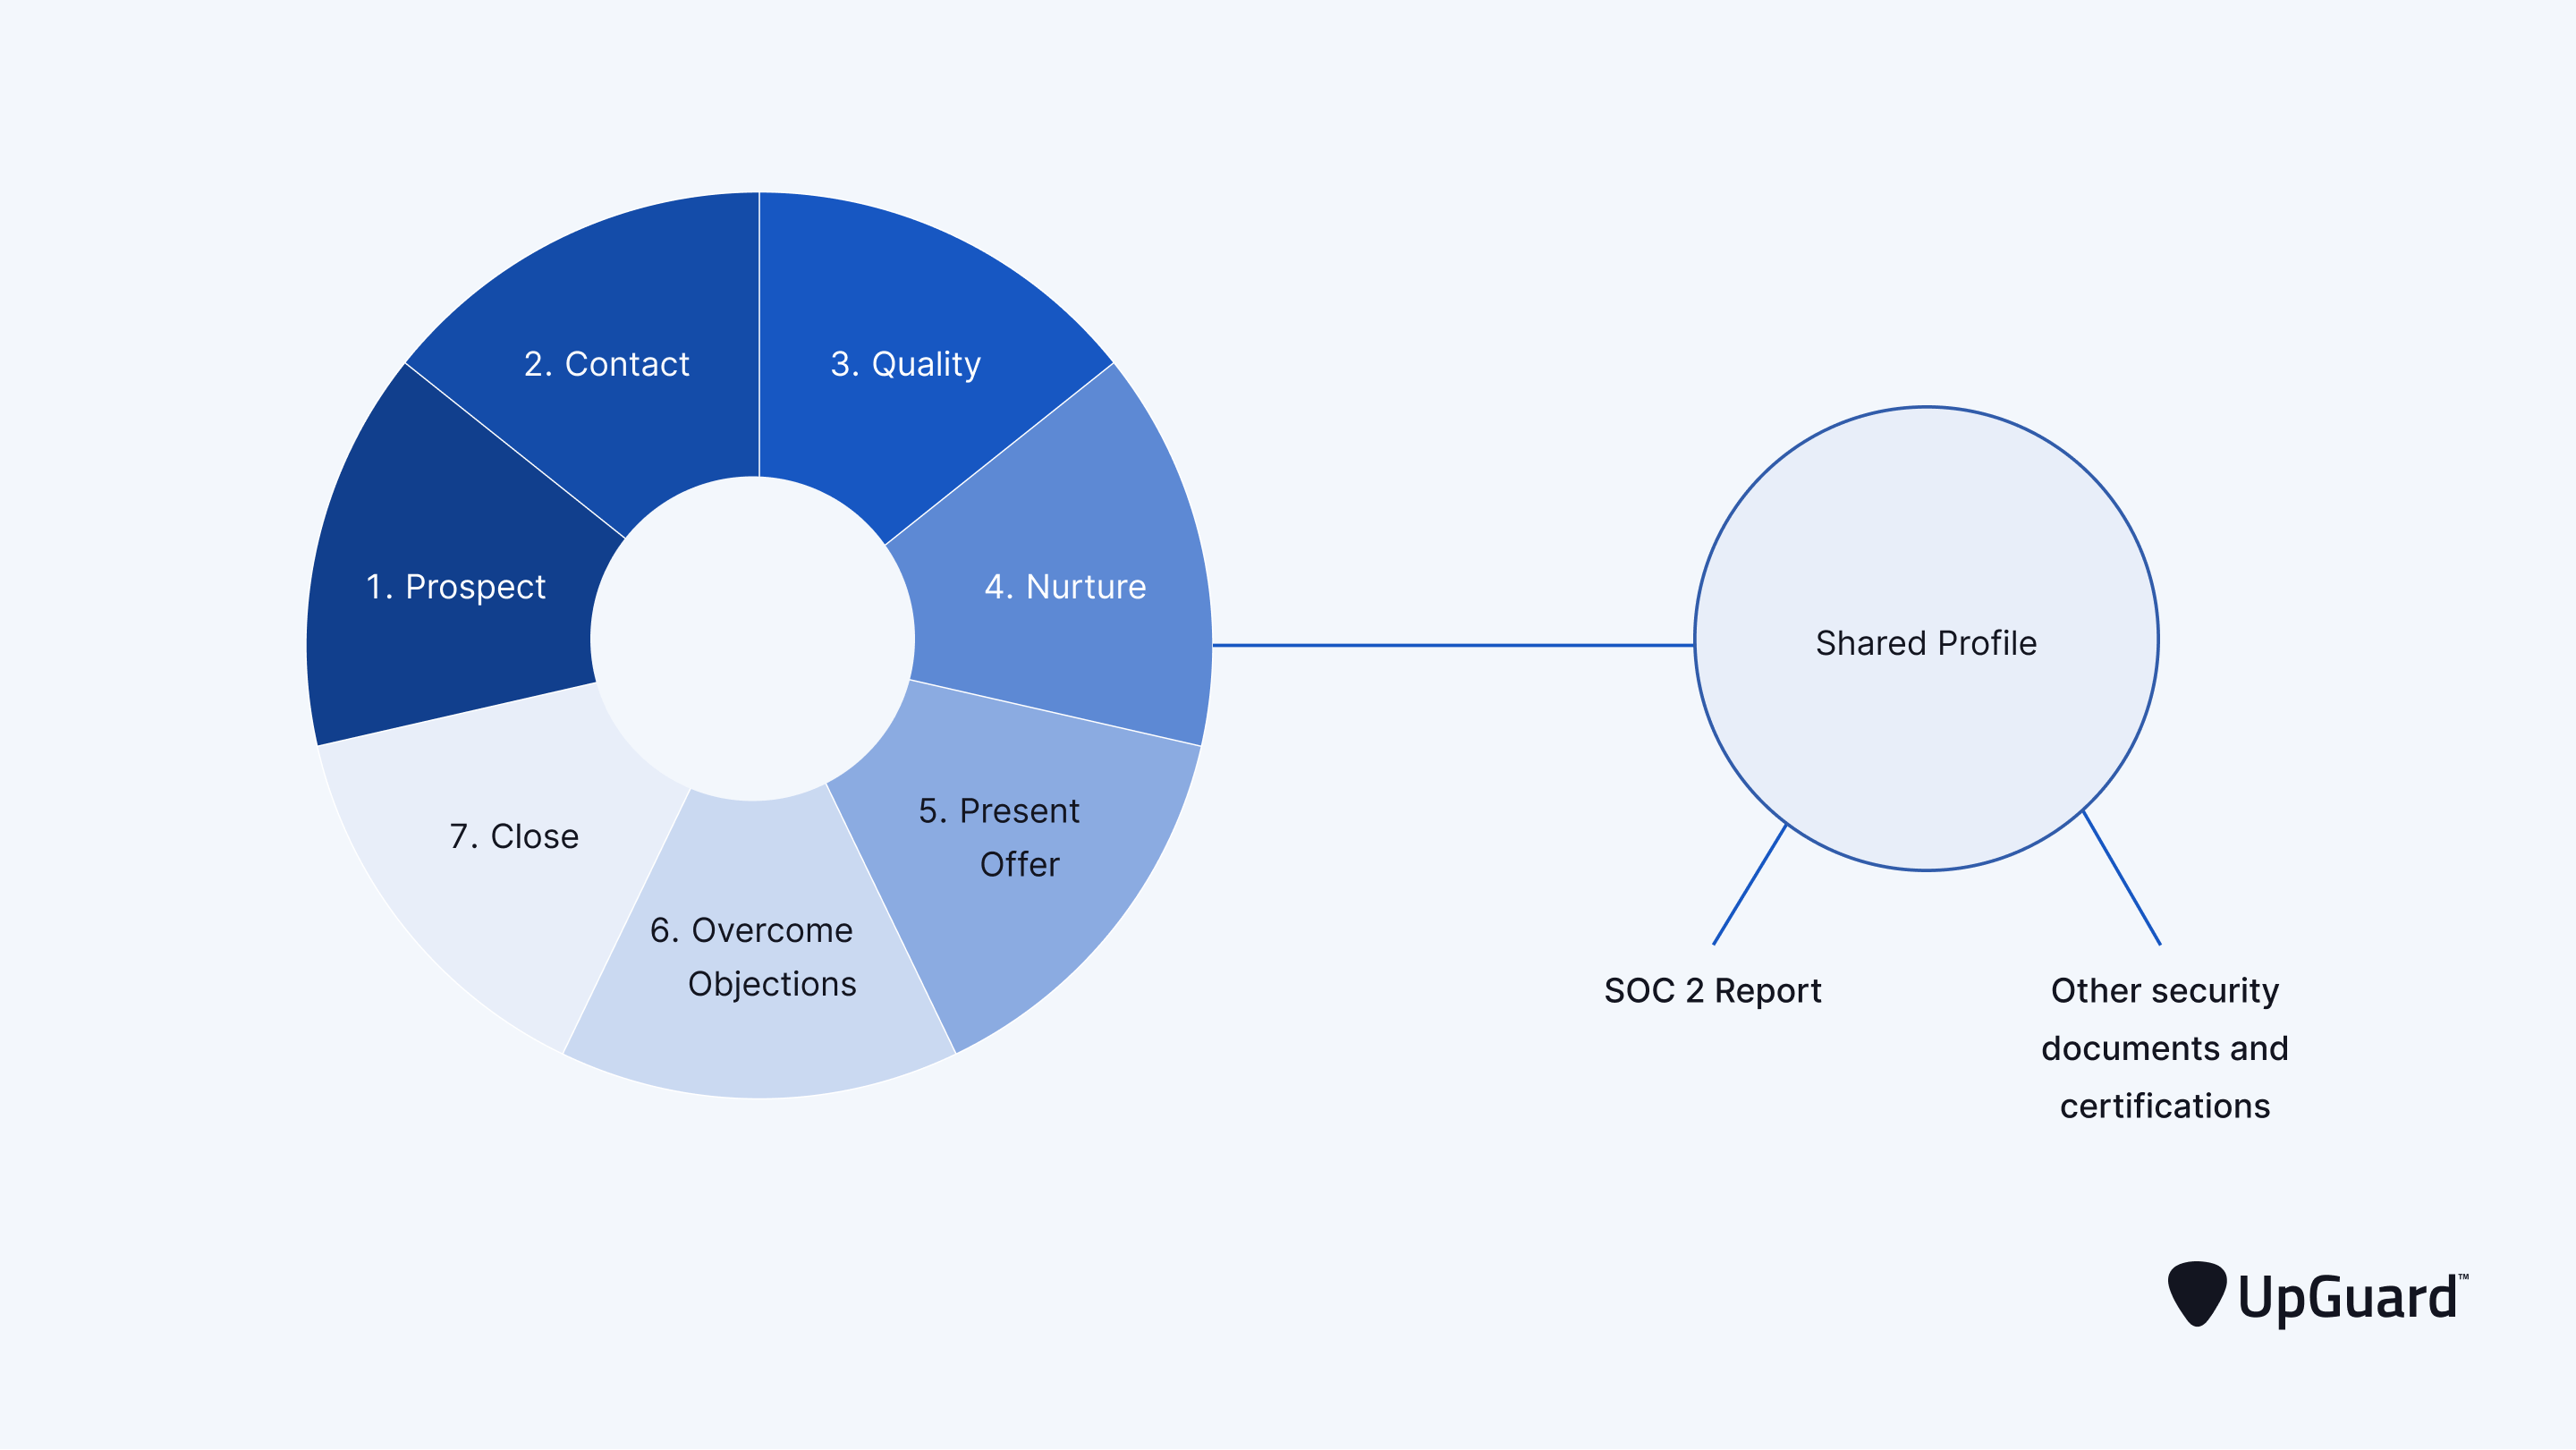 1. Prospect
2. Contact
3. Quality
4. Nurture
5. Present
Offer
6. Overcome
Objections
7. Close
Shared Profile
SOC 2 Report
Other security
documents and
certifications
UpGuard™